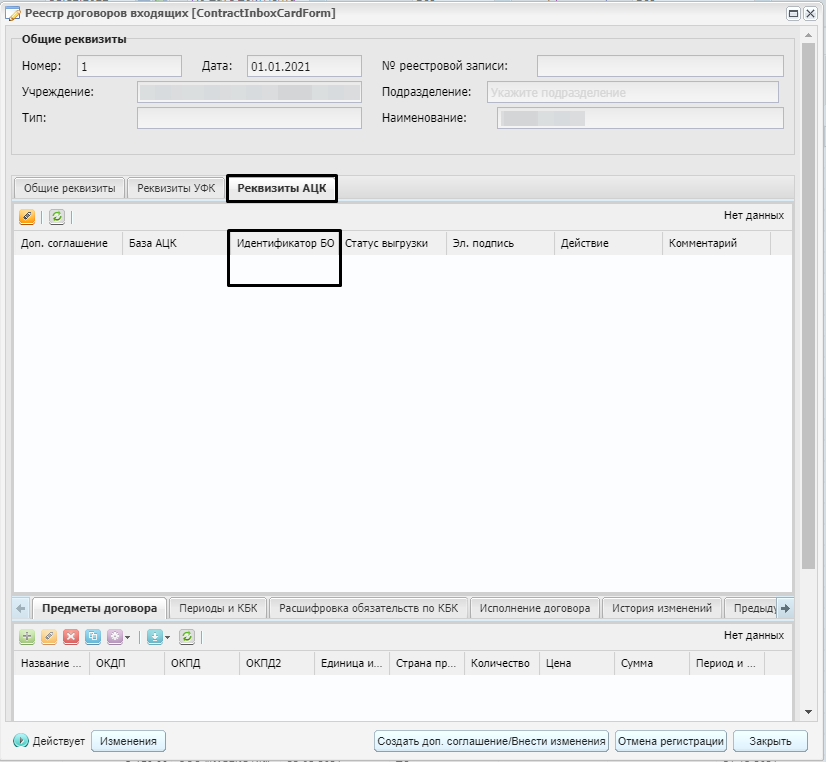 Реестр договоров входящих [ContractInboxCardForm]
Общие реквизиты
Номер: 1 Дата: 01.01.2021 № реестровой записи:
Учреждение: Подразделение: Укажите подразделение
Тип: Наименование:
Общие реквизиты Реквизиты УФК Реквизиты АЦК
Нет данных
Доп. соглашение База АЦК Идентификатор БО Статус выгрузки Эл. подпись Действие Комментарий
Предметы договора Периоды и КБК Расшифровка обязательств по КБК Исполнение договора История изменений Предыду
Нет данных
Название ... ОКДП ОКПД ОКПД2 Единица и... Страна пр... Количество Цена Сумма Период и ...
Действует Изменения Создать доп. соглашение/Внести изменения Отмена регистрации Закрыть